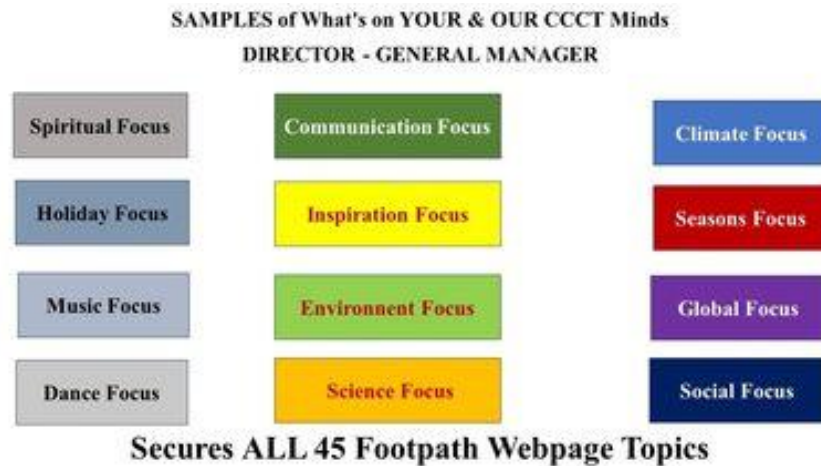 SAMPLES of What's on YOUR & OUR CCCT Minds
DIRECTOR - GENERAL MANAGER
Spiritual Focus
Communication Focus
Climate Focus
Holiday Focus
Inspiration Focus
Seasons Focus
Music Focus
Environnent Focus
Global Focus
Dance Focus
Science Focus
Social Focus
Secures ALL 45 Footpath Webpage Topics